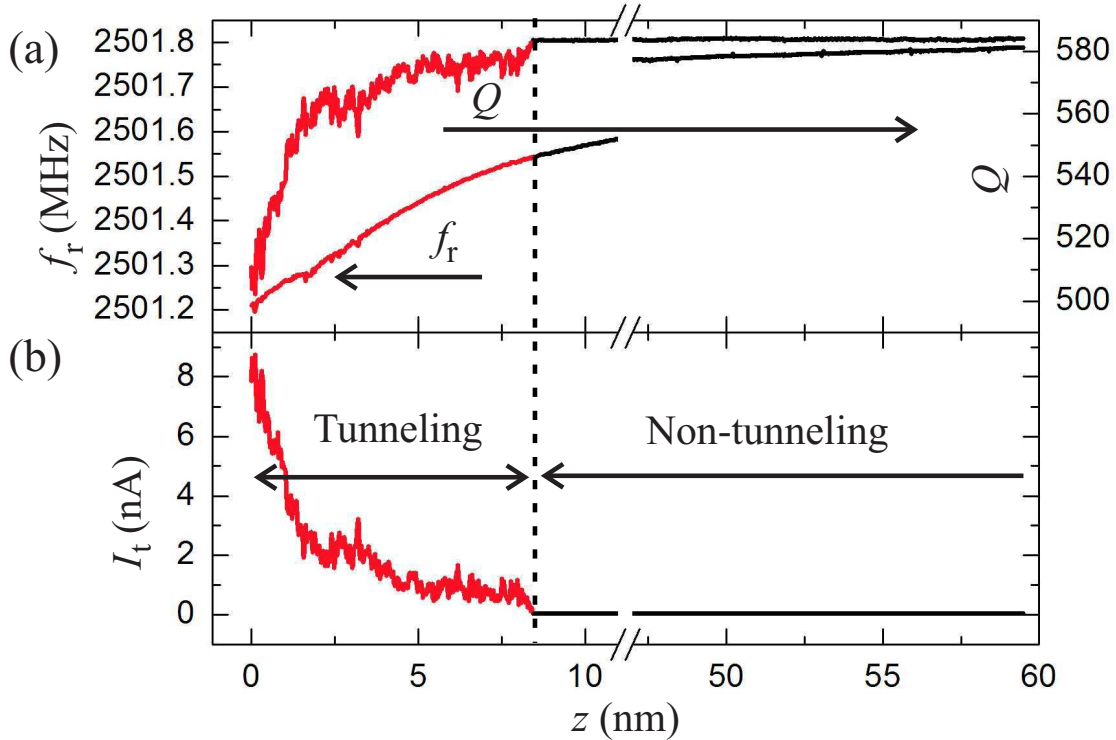 (a)
2501.8
2501.7
2501.6
2501.5
2501.4
2501.3
2501.2
f_r (MHz)
Q
f_r
580
560
540
520
500
Q
(b)
8
6
4
2
0
I_t (nA)
Tunneling
Non-tunneling
0 5 10 50 55 60
z (nm)